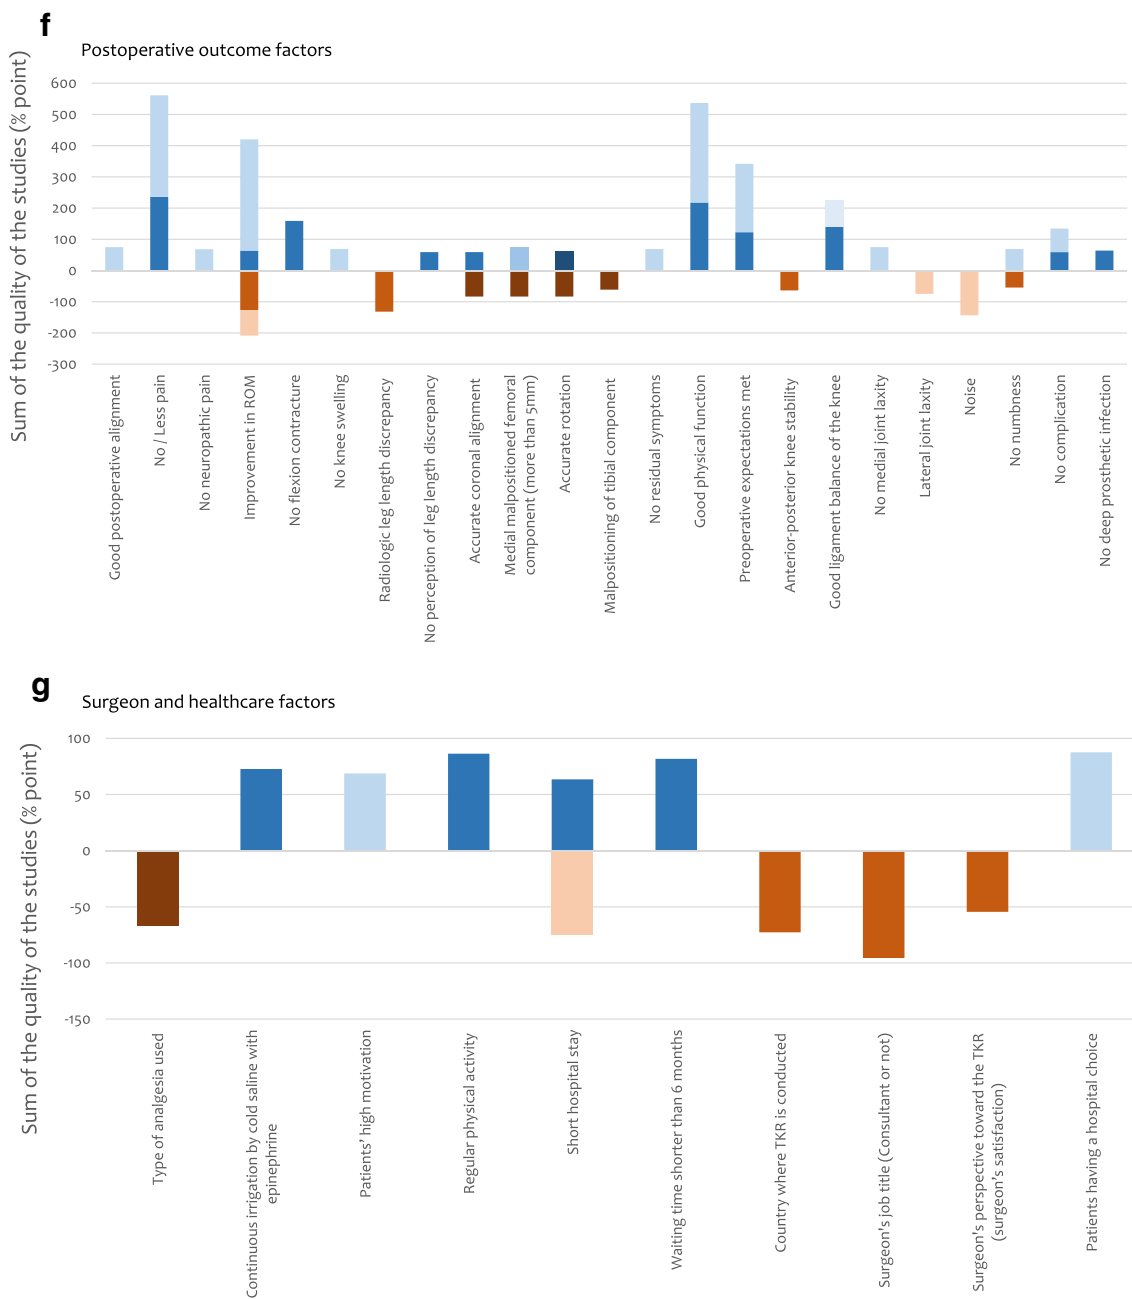 f
Postoperative outcome factors
Sum of the quality of the studies (% point)
600
500
400
300
200
100
0
-100
-200
-300
Good postoperative alignment
No / Less pain
No neuropathic pain
Improvement in ROM
No flexion contracture
No knee swelling
Radiologic leg length discrepancy
No perception of leg length discrepancy
Accurate coronal alignment
Medial malpositioned femoral
component (more than 5mm)
Accurate rotation
Malpositioning of tibial component
No residual symptoms
Good physical function
Preoperative expectations met
Anterior-posterior knee stability
Good ligament balance of the knee
No medial joint laxity
Lateral joint laxity
Noise
No numbness
No complication
No deep prosthetic infection
g
Surgeon and healthcare factors
Sum of the quality of the studies (% point)
100
50
0
-50
-100
-150
Type of analgesia used
Continuous irrigation by cold saline with
epinephrine
Patients’ high motivation
Regular physical activity
Short hospital stay
Waiting time shorter than 6 months
Country where TKR is conducted
Surgeon's job title (Consultant or not)
Surgeon's perspective toward the TKR
(surgeon's satisfaction)
Patients having a hospital choice